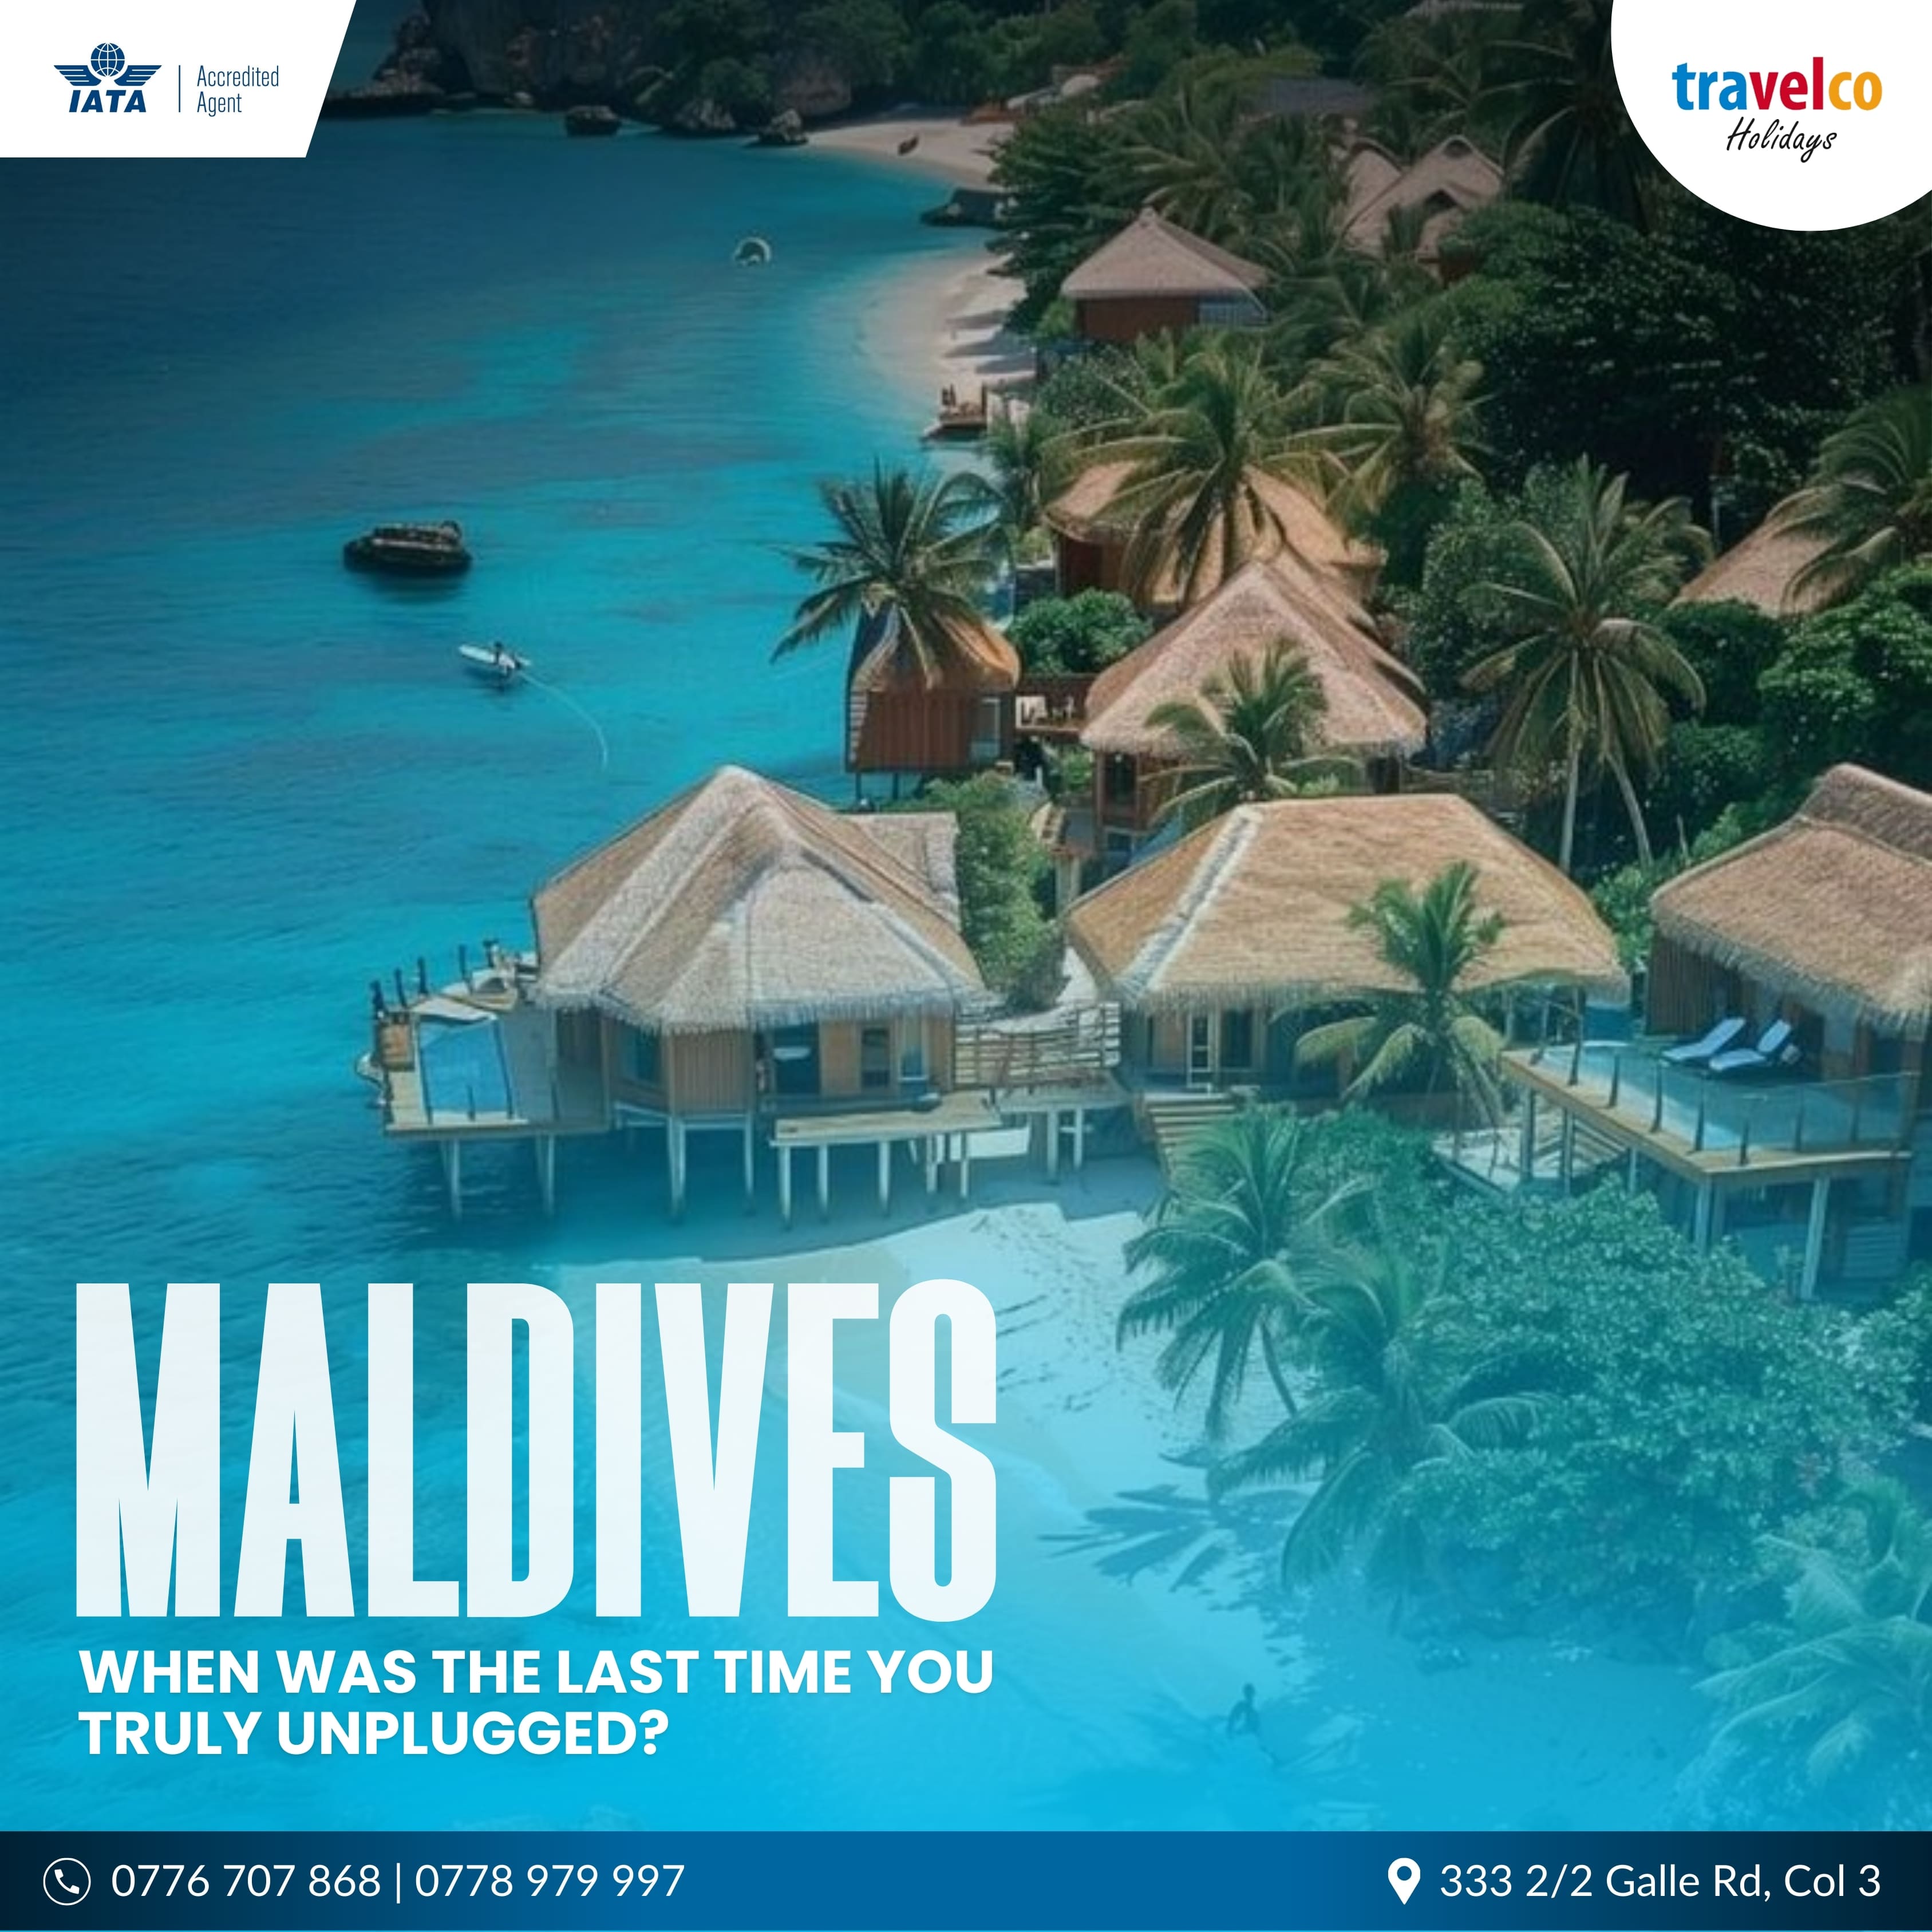 IATA
Accredited
Agent
travelco
Holidays
MALDIVES
WHEN WAS THE LAST TIME YOU
TRULY UNPLUGGED?
0776 707 868 | 0778 979 997
333 2/2 Galle Rd, Col 3